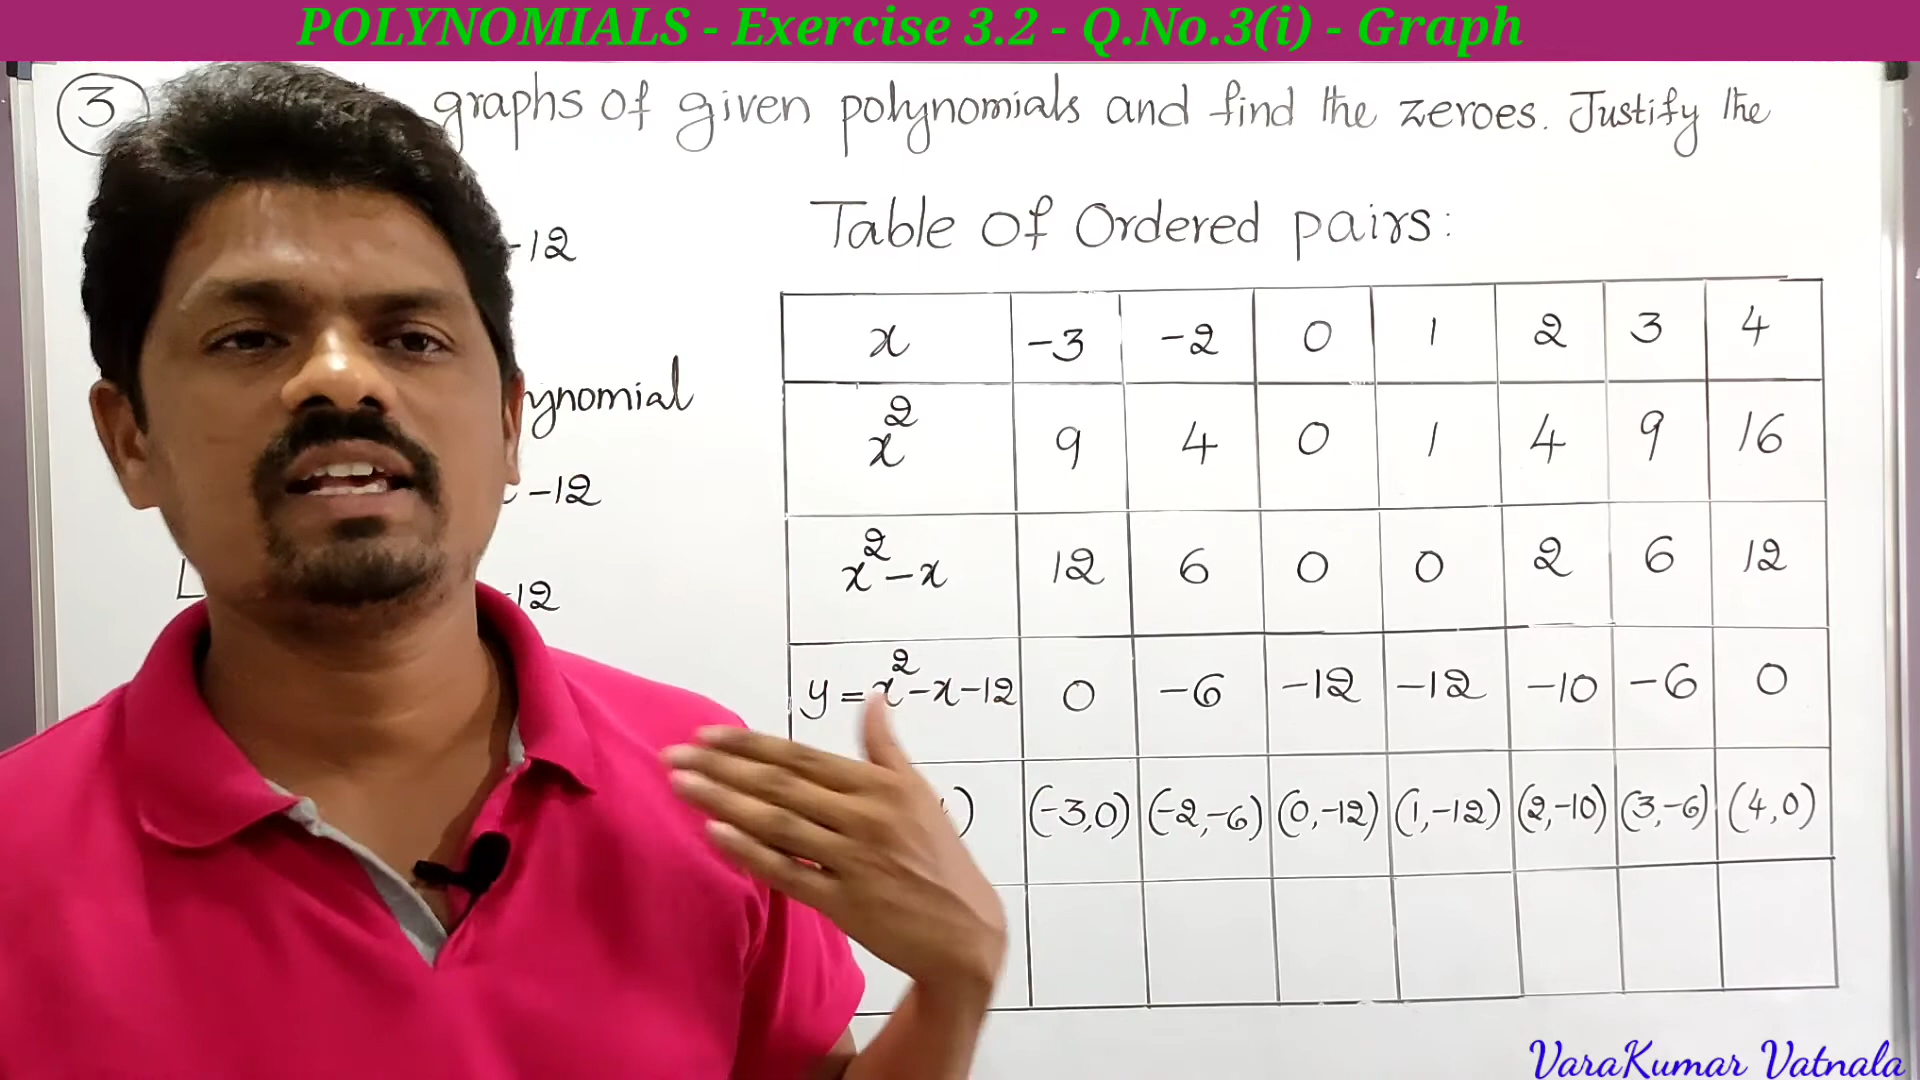 POLYNOMIALS - Exercise 3.2 - Q.No.3(i) - Graph
3 graphs of given polynomials and find the zeroes. Justify the
-12
ynomial
-12
-12
Table of Ordered pairs:
x -3 -2 0 1 2 3 4
x² 9 4 0 1 4 9 16
x²-x 12 6 0 0 2 6 12
y=x²-x-12 0 -6 -12 -12 -10 -6 0
) (-3,0) (-2,-6) (0,-12) (1,-12) (2,-10) (3,-6) (4,0)
VaraKumar Vatnala